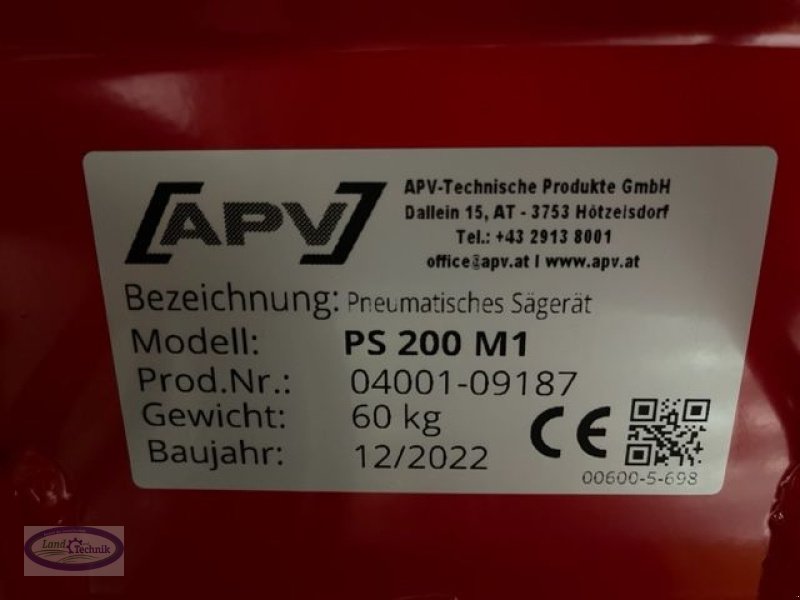 APV
APV-Technische Produkte GmbH
Dallein 15, AT - 3753 Hötzelsdorf
Tel.: +43 2913 8001
office@apv.at I www.apv.at
Bezeichnung: Pneumatisches Sägerät
Modell: PS 200 M1
Prod.Nr.: 04001-09187
Gewicht: 60 kg
Baujahr: 12/2022
CE
00600-5-698
Land
Technik